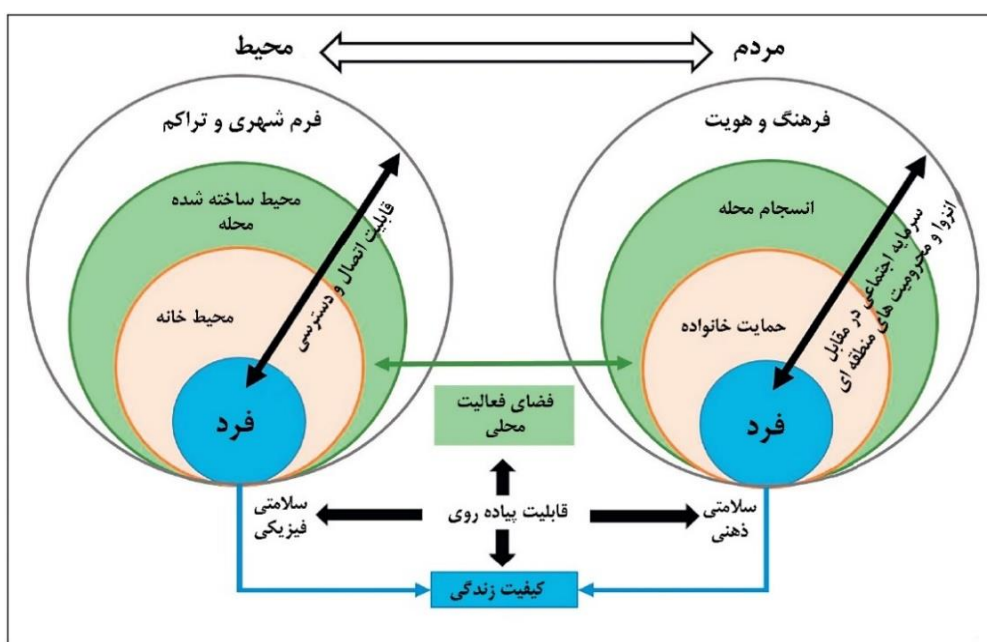 مردم
محیط
فرهنگ و هویت
انسجام محله
حمایت خانواده
فرد
سرمایه اجتماعی در مقابل
انزوا و محرومیت های منطقه ای
فرم شهری و تراکم
محیط ساخته شده
محله
محیط خانه
فرد
قابلیت اتصال و دسترسی
فضای فعالیت
محلی
سلامتی
ذهنی
قابلیت پیاده روی
سلامتی
فیزیکی
کیفیت زندگی